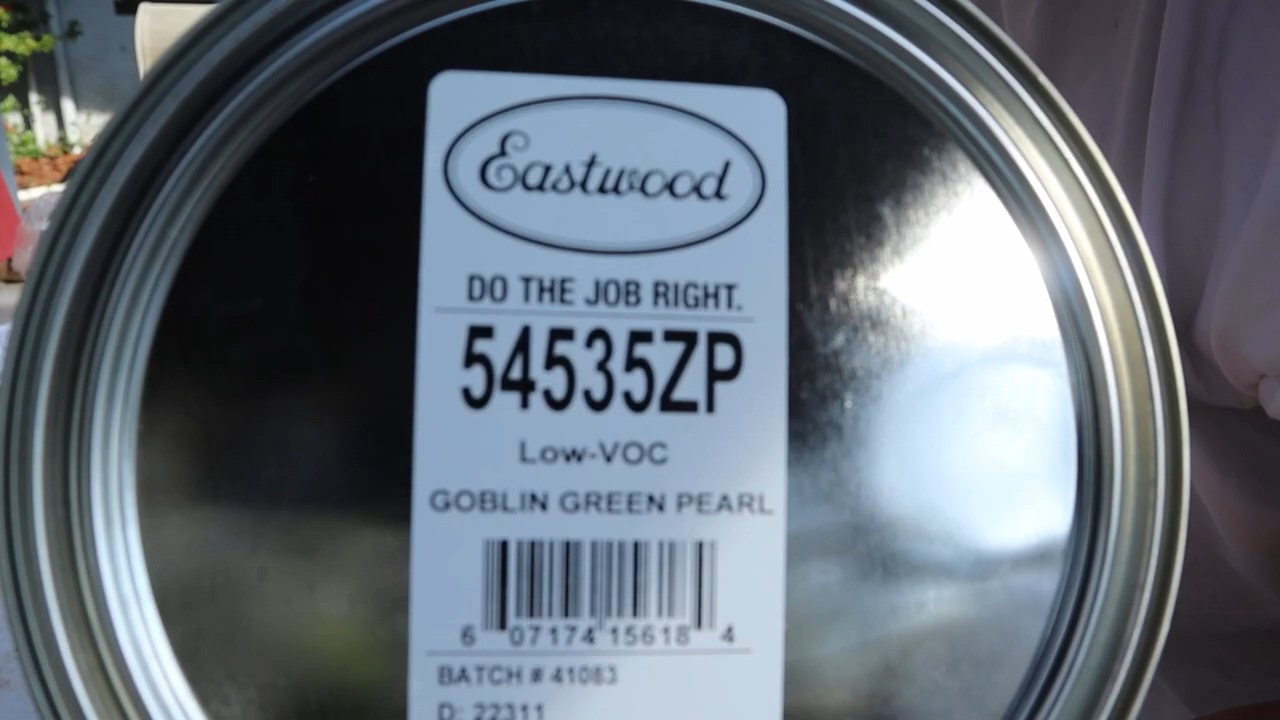 Eastwood
DO THE JOB RIGHT.
54535ZP
Low-VOC
GOBLIN GREEN PEARL
6 07174 15618 4
BATCH # 41083
D: 22311